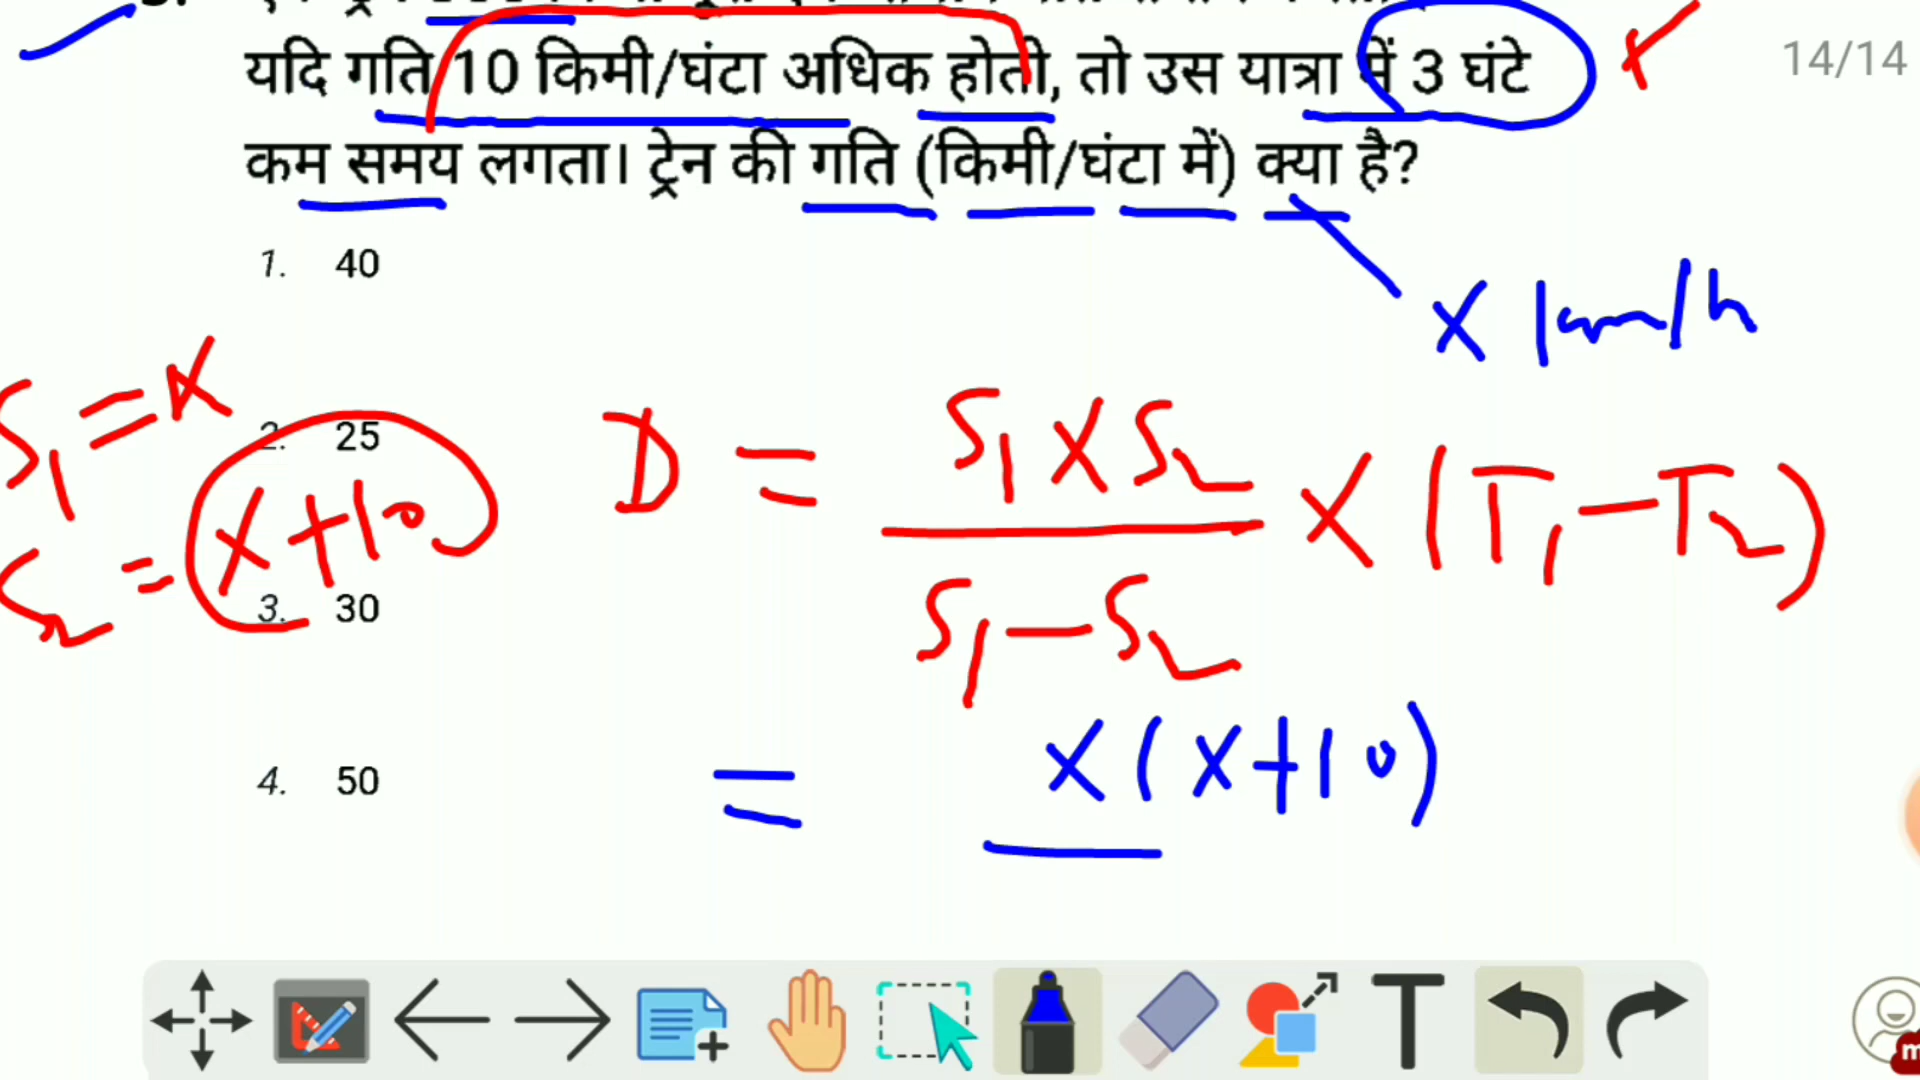 यदि गति 10 किमी/घंटा अधिक होती, तो उस यात्रा में 3 घंटे
14/14
कम समय लगता। ट्रेन की गति (किमी/घंटा में) क्या है?
1. 40
x km/h
S₁ = x
2. 25
D = S₁ × S₂ / S₁ – S₂ × (T₁ – T₂)
S₂ = x+10
3. 30
= x(x+10)
4. 50
T
m